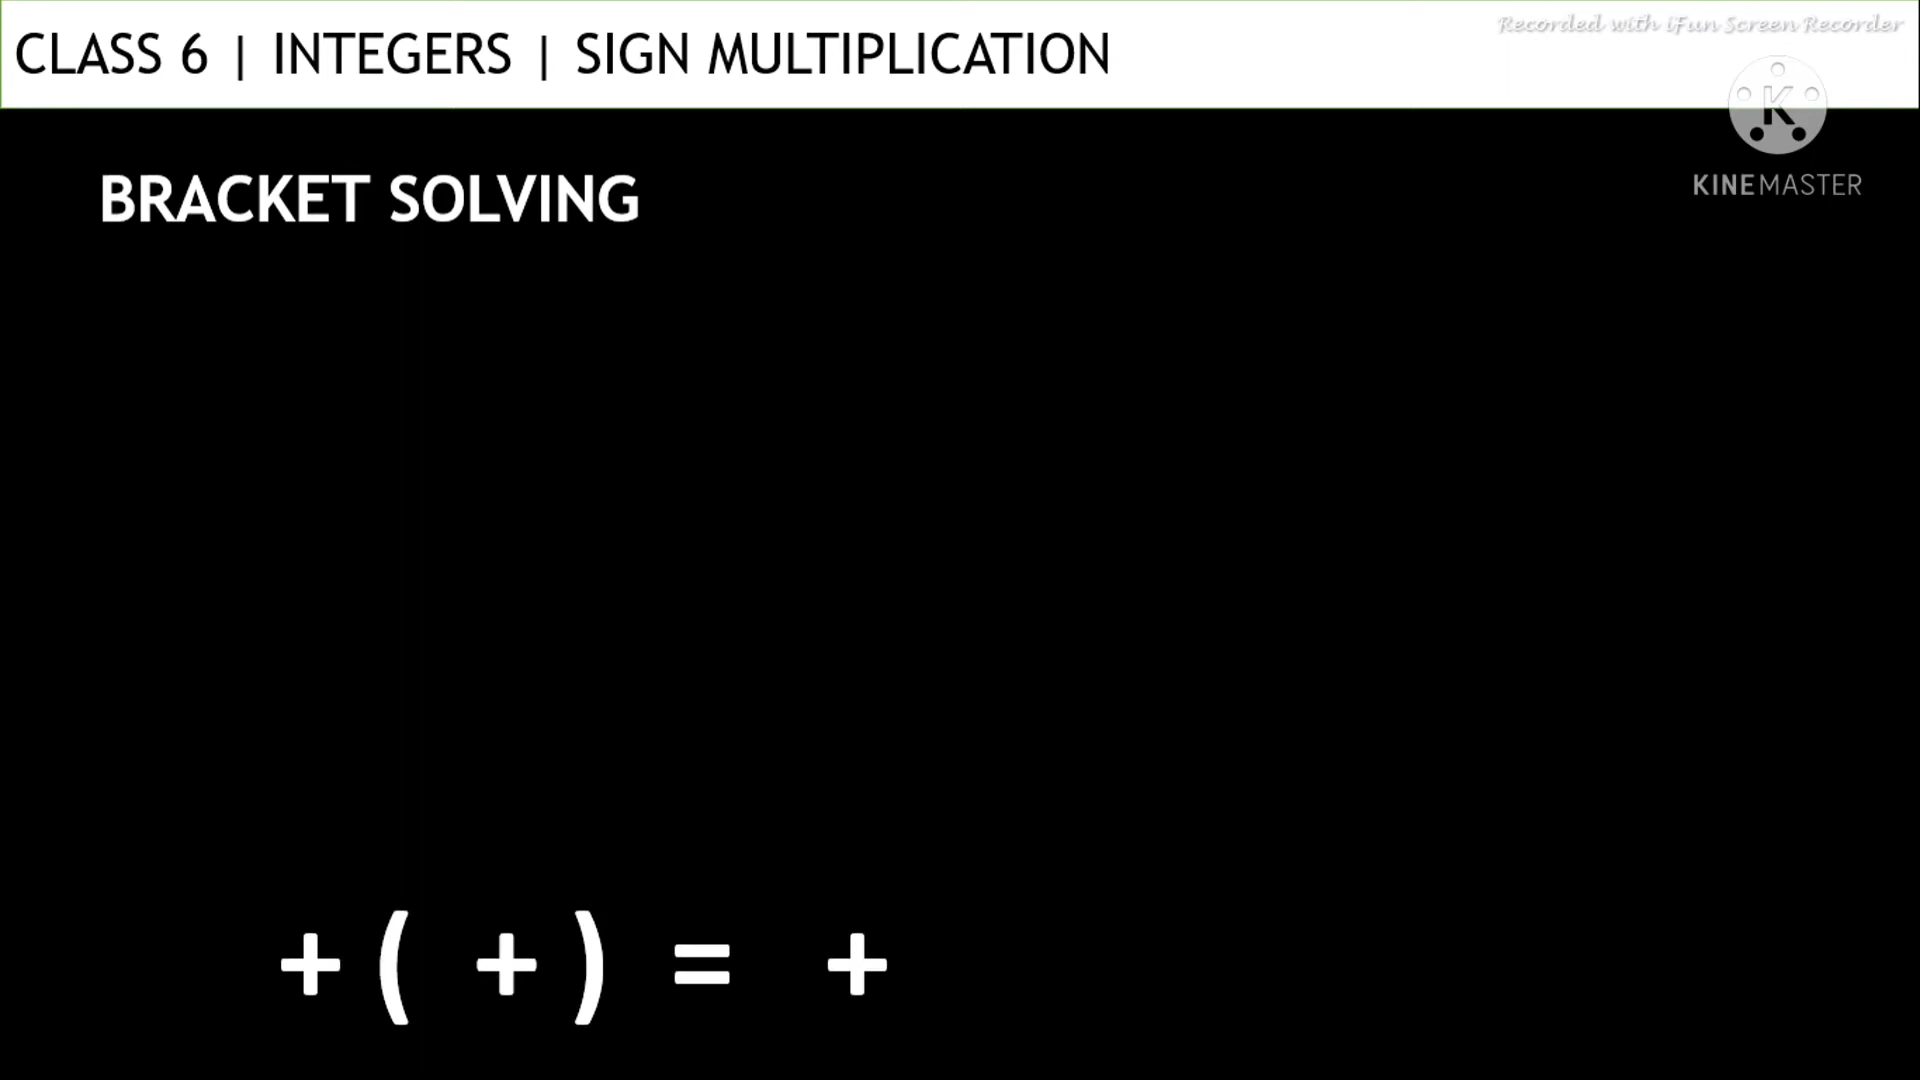 Recorded with iFun Screen Recorder
CLASS 6 | INTEGERS | SIGN MULTIPLICATION
K
KINEMASTER
BRACKET SOLVING
+ ( + ) = +